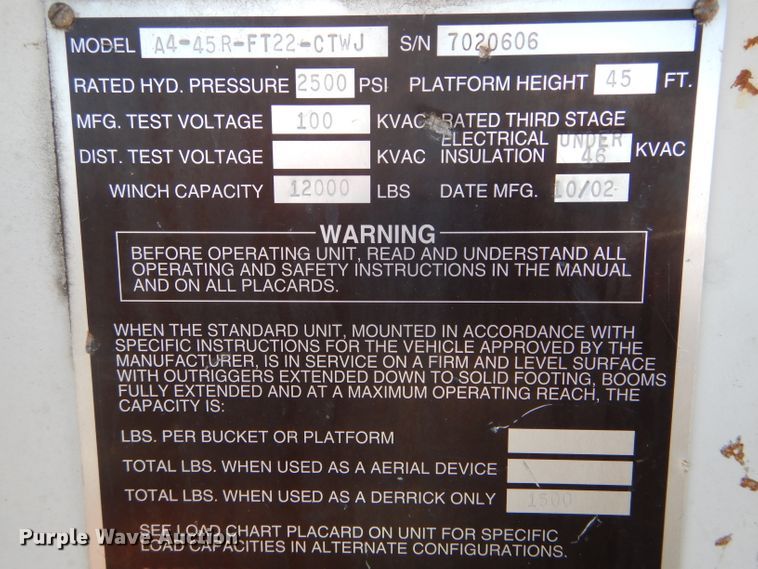 MODEL A4-45R-FT22-CTWJ S/N 7020606
RATED HYD. PRESSURE 2500 PSI PLATFORM HEIGHT 45 FT.
MFG. TEST VOLTAGE 100 KVAC RATED THIRD STAGE
ELECTRICAL UNDER
DIST. TEST VOLTAGE KVAC INSULATION 46 KVAC
WINCH CAPACITY 12000 LBS DATE MFG. 10/02
WARNING
BEFORE OPERATING UNIT, READ AND UNDERSTAND ALL
OPERATING AND SAFETY INSTRUCTIONS IN THE MANUAL
AND ON ALL PLACARDS.
WHEN THE STANDARD UNIT, MOUNTED IN ACCORDANCE WITH
SPECIFIC INSTRUCTIONS FOR THE VEHICLE APPROVED BY THE
MANUFACTURER, IS IN SERVICE ON A FIRM AND LEVEL SURFACE
WITH OUTRIGGERS EXTENDED DOWN TO SOLID FOOTING, BOOMS
FULLY EXTENDED AND AT A MAXIMUM OPERATING REACH, THE
CAPACITY IS:
LBS. PER BUCKET OR PLATFORM
TOTAL LBS. WHEN USED AS A AERIAL DEVICE
TOTAL LBS. WHEN USED AS A DERRICK ONLY 1500
SEE LOAD CHART PLACARD ON UNIT FOR SPECIFIC
LOAD CAPACITIES IN ALTERNATE CONFIGURATIONS.
Purple Wave Auction